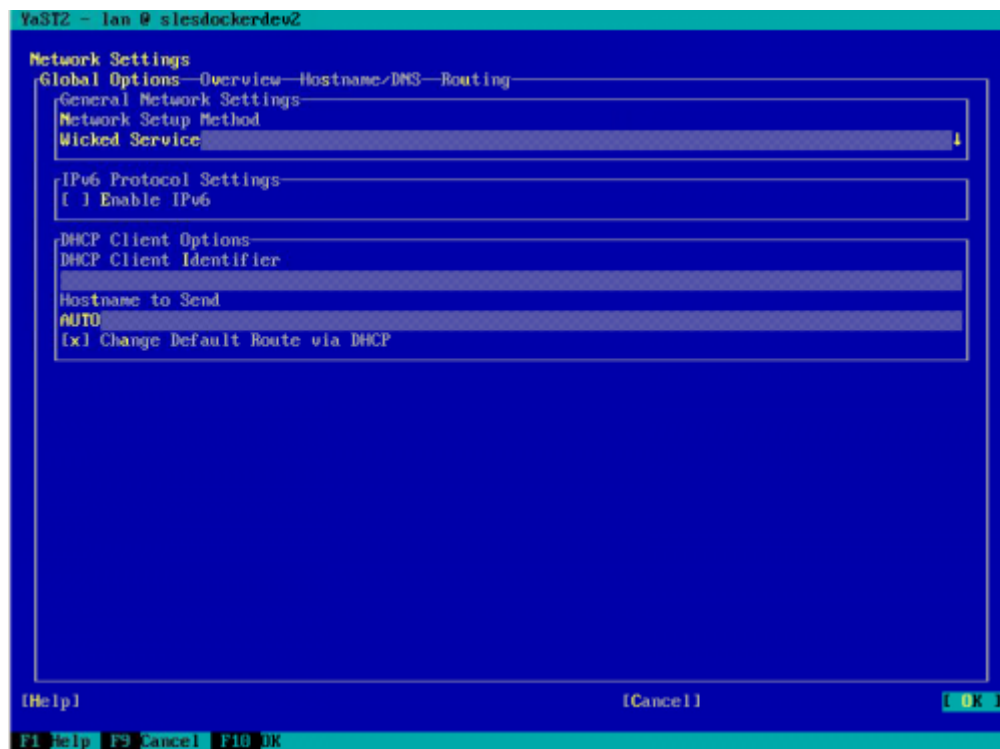 YaST2 - lan @ slesdockerdev2
Network Settings
Global Options—Overview—Hostname/DNS—Routing
General Network Settings
Network Setup Method
Wicked Service ↓
IPv6 Protocol Settings
[ ] Enable IPv6
DHCP Client Options
DHCP Client Identifier
Hostname to Send
AUTO
[x] Change Default Route via DHCP
[Help] [Cancel] [ OK ]
F1 Help F9 Cancel F10 OK